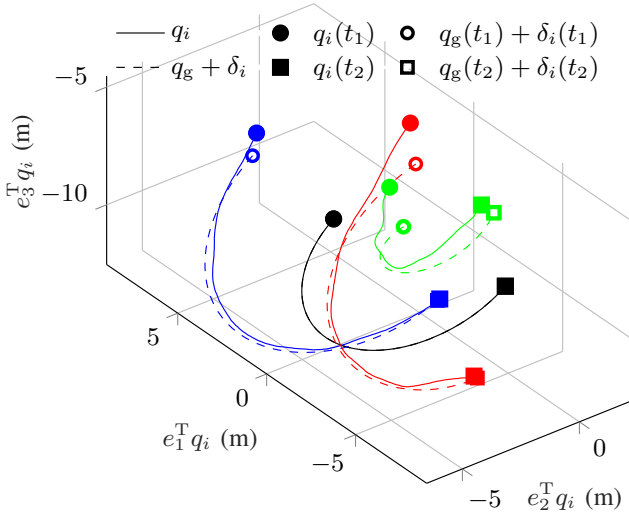 q_i q_i(t_1) q_g(t_1) + δ_i(t_1)
q_g + δ_i q_i(t_2) q_g(t_2) + δ_i(t_2)
−5
−10
e_3^T q_i (m)
5
0
−5
e_1^T q_i (m)
−5
0
e_2^T q_i (m)